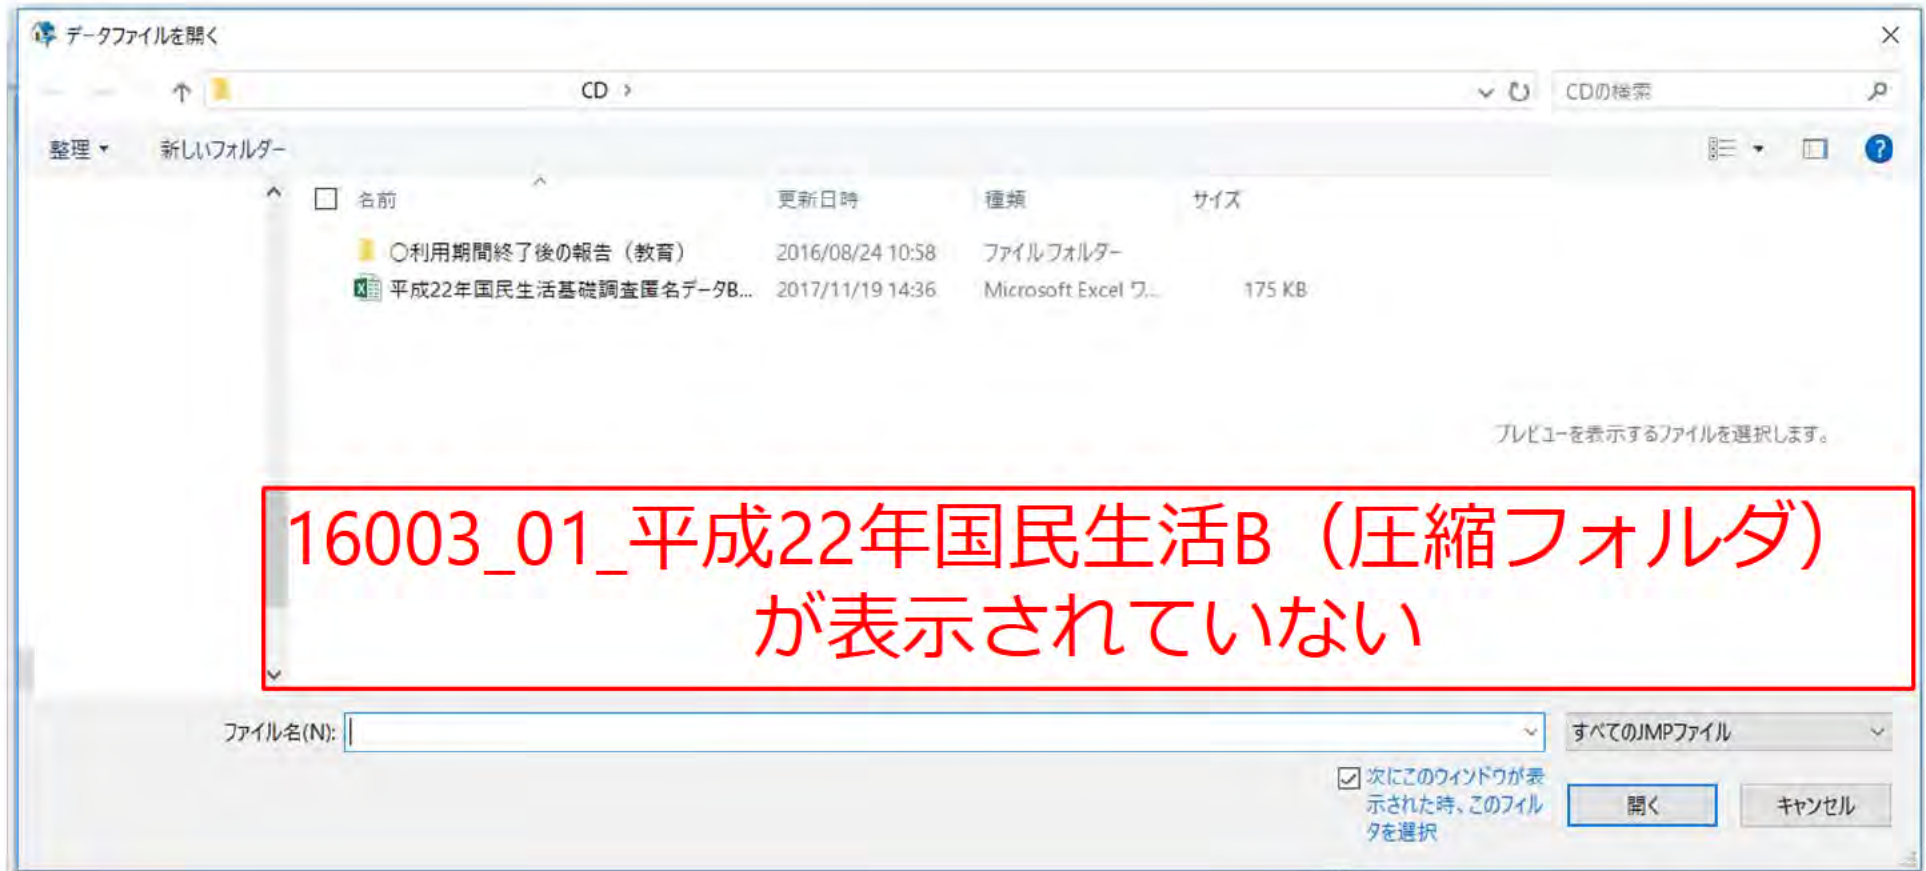 データファイルを開く
CD ›
CDの検索
整理
新しいフォルダー
名前 更新日時 種類 サイズ
〇利用期間終了後の報告（教育） 2016/08/24 10:58 ファイル フォルダー
平成22年国民生活基礎調査匿名データB... 2017/11/19 14:36 Microsoft Excel ワ... 175 KB
プレビューを表示するファイルを選択します。
16003_01_平成22年国民生活B（圧縮フォルダ）
が表示されていない
ファイル名(N):
すべてのJMPファイル
次にこのウィンドウが表
示された時、このフィル
タを選択
開く
キャンセル